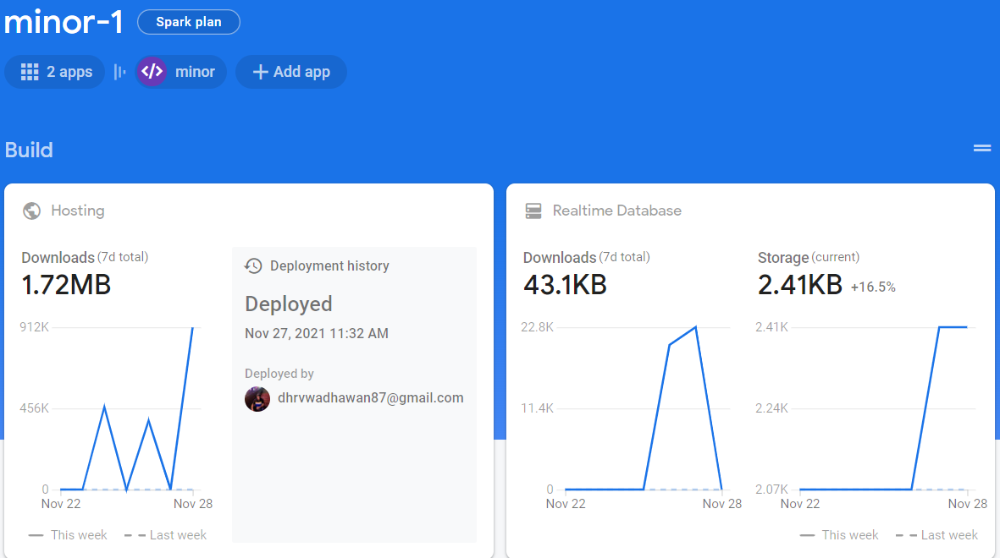 minor-1 Spark plan
2 apps minor Add app
Build
Hosting
Downloads (7d total)
1.72MB
912K
456K
0
Nov 22 Nov 28
This week Last week
Deployment history
Deployed
Nov 27, 2021 11:32 AM
Deployed by
dhrvwadhawan87@gmail.com
Realtime Database
Downloads (7d total)
43.1KB
22.8K
11.4K
0
Nov 22 Nov 28
Storage (current)
2.41KB +16.5%
2.41K
2.24K
2.07K
Nov 22 Nov 28
This week Last week